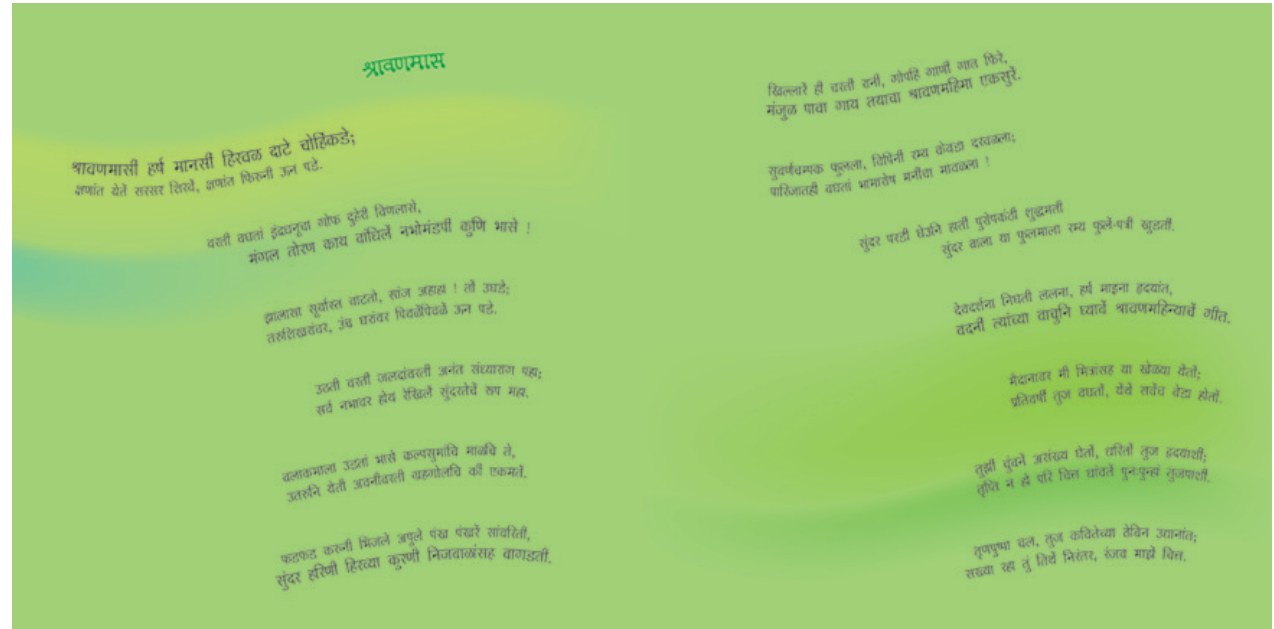 श्रावणमास
श्रावणमासीं हर्ष मानसीं हिरवळ दाटे चोहिंकडे;
क्षणांत येतें सरसर शिरवें, क्षणांत फिरुनी ऊन पडे.
वरती बघतां इंद्रधनूचा गोफ दुहेरी विणलासे,
मंगल तोरण काय बांधिलें नभोमंडपीं कुणि भासे !
झालासा सूर्यास्त वाटतो, सांज अहाहा ! तों उघडे;
तरुशिखरांवर, उंच घरांवर पिवळेंपिवळें ऊन पडे.
उठती वरती जलदांवरती अनंत संध्याराग पहा;
सर्व नभावर होय रेखिलें सुंदरतेचें रूप महा.
बलाकमाला उडतां भासे कल्पसुमांचि माळचि ते,
उतरुनि येती अवनीवरती ग्रहगोलचि कीं एकमतें.
फडफड करुनी भिजले अपुले पंख पांखरें सांवरिती,
सुंदर हरिणी हिरव्या कुरणीं निजबाळांसह बागडती.
खिल्लारें हीं चरती रानीं, गोपहि गाणीं गात फिरे,
मंजुळ पावा गाय तयाचा श्रावणमहिमा एकसुरें.
सुवर्णचम्पक फुलला, विपिनीं रम्य केवडा दरवळला;
पारिजातही बघतां भामारोष मनींचा मावळला !
सुंदर परडी घेउनि हातीं पुरोपकंठीं शुद्धमती
सुंदर बाला या फुलमाला रम्य फुलें-पत्री खुडती.
देवदर्शना निघती ललना, हर्ष माइना हृदयांत,
वदनीं त्यांच्या वाचुनि घ्यावें श्रावणमहिन्याचें गीत.
मैदानावर मी मित्रांसह या खेळाया येतों;
प्रतिवर्षीं तुज बघतों, येथें सर्वेच वेडा होतों.
तुझीं चुंबनें असंख्य घेतों, धरितों तुज हृदयाशीं;
तृप्ति न हो परि चित्त धांवतें पुनःपुन्हां तुजपाशीं.
तृणपुष्पा चल, तुज कवितेच्या ठेविन उद्यानांत;
सख्या रहा तूं तिथें निरंतर, रंजव माझें चित्त.